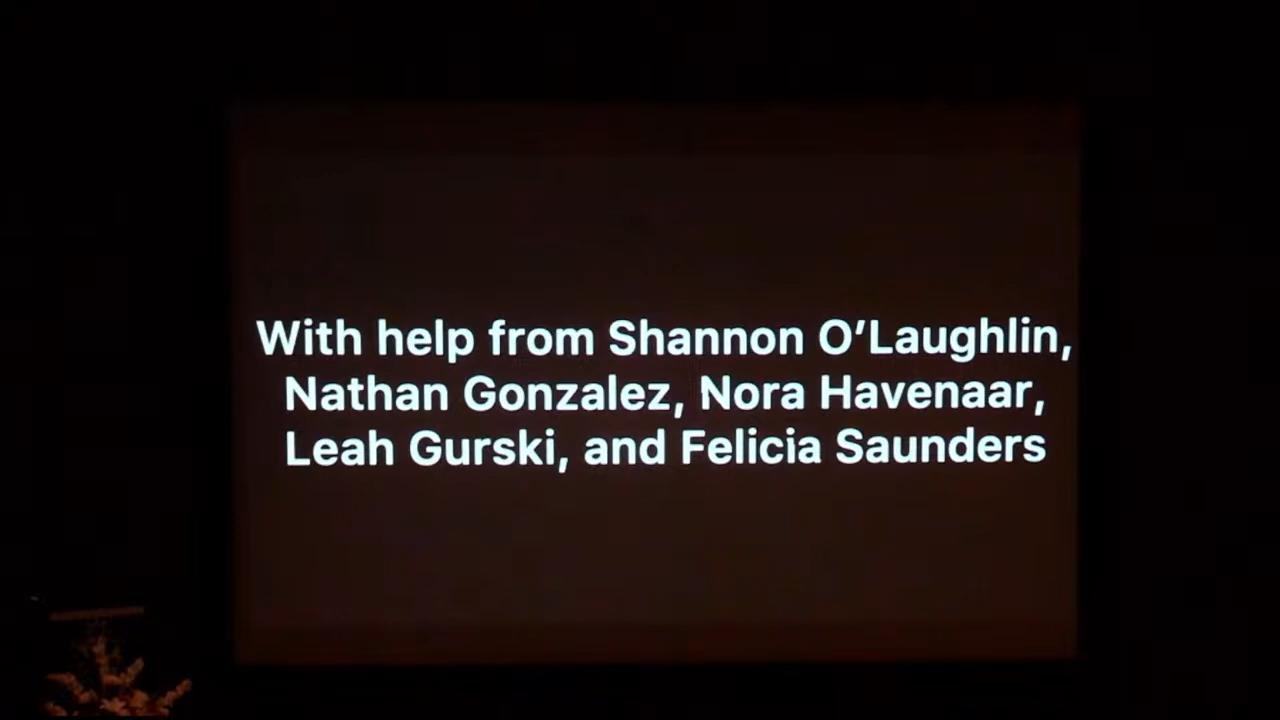 With help from Shannon O’Laughlin,
Nathan Gonzalez, Nora Havenaar,
Leah Gurski, and Felicia Saunders